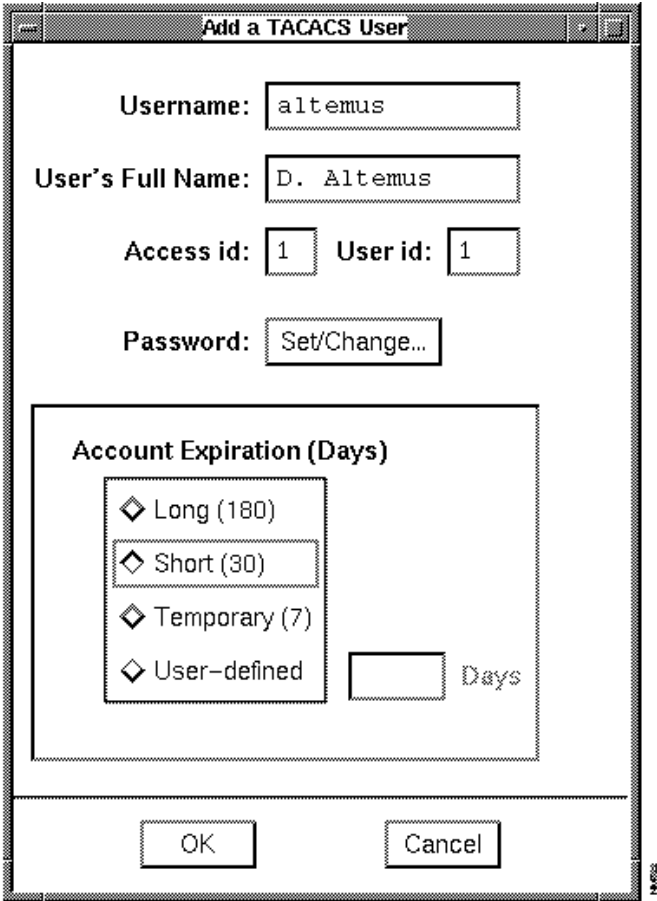 Add a TACACS User
Username: altemus
User's Full Name: D. Altemus
Access id: 1 User id: 1
Password: Set/Change...
Account Expiration (Days)
Long (180)
Short (30)
Temporary (7)
User-defined Days
OK Cancel